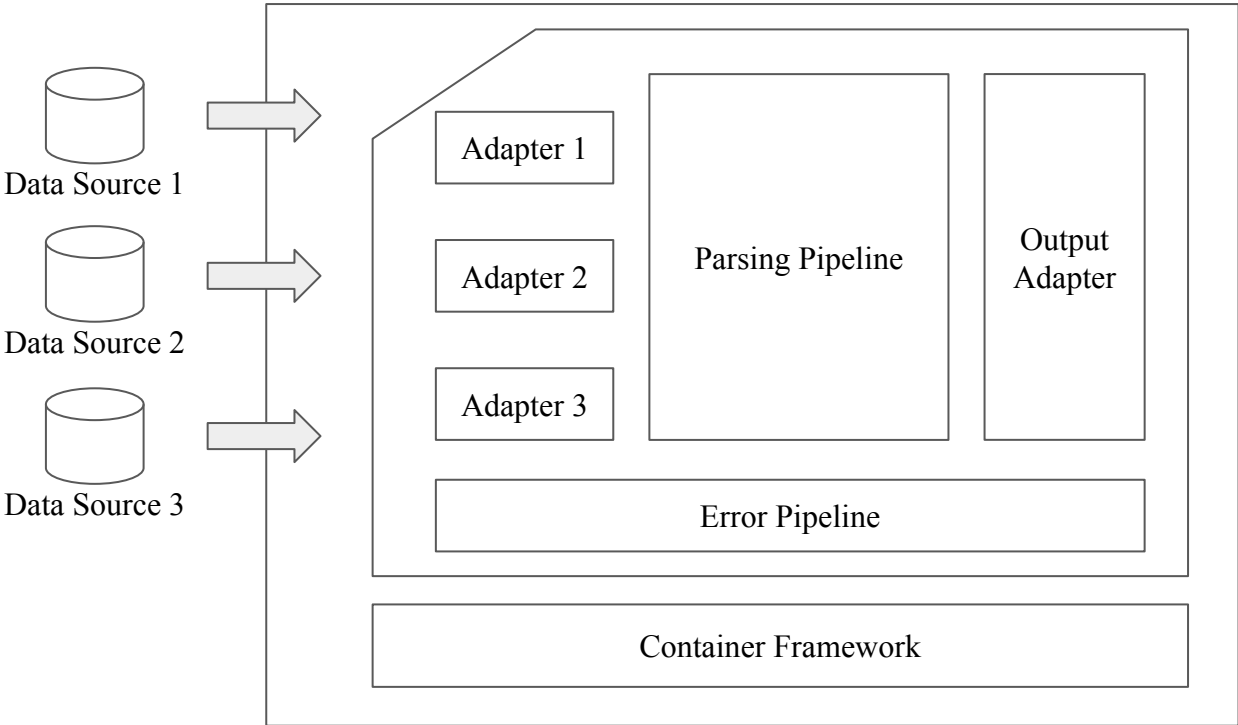 Data Source 1
Data Source 2
Data Source 3
Adapter 1
Adapter 2
Adapter 3
Parsing Pipeline
Output
Adapter
Error Pipeline
Container Framework